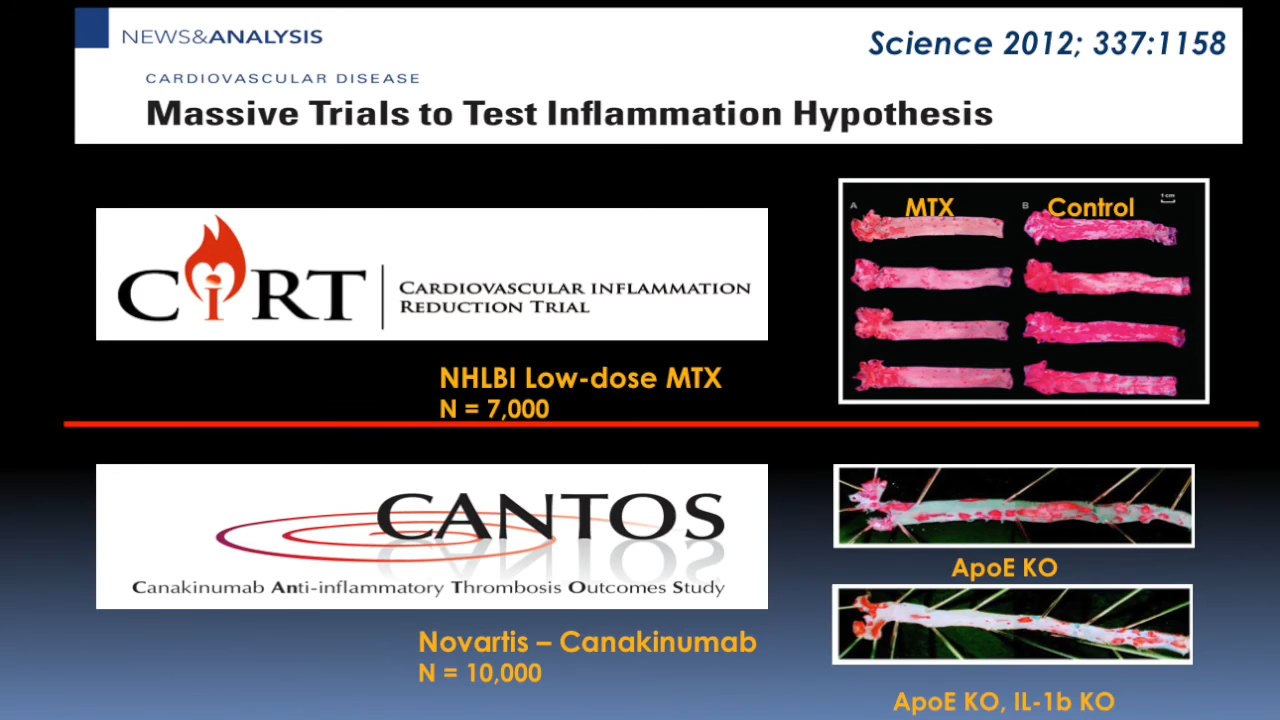 NEWS&ANALYSIS
Science 2012; 337:1158
CARDIOVASCULAR DISEASE
Massive Trials to Test Inflammation Hypothesis
CiRT
CARDIOVASCULAR INFLAMMATION
REDUCTION TRIAL
NHLBI Low-dose MTX
N = 7,000
A MTX B Control 1 cm
CANTOS
Canakinumab Anti-inflammatory Thrombosis Outcomes Study
Novartis – Canakinumab
N = 10,000
ApoE KO
ApoE KO, IL-1b KO